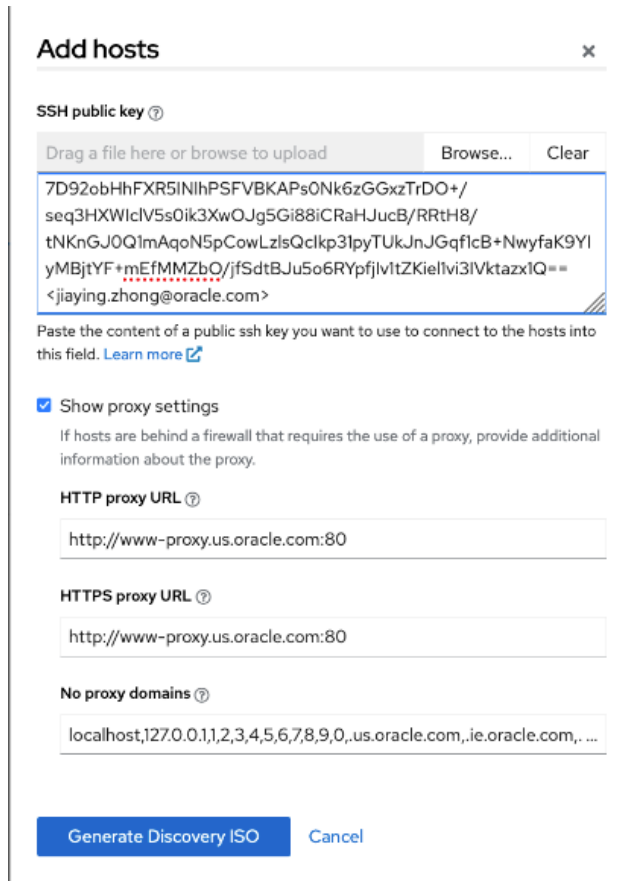 Add hosts
SSH public key
Drag a file here or browse to upload
Browse...
Clear
7D92obHhFXR5INIhPSFVBKAPs0Nk6zGGxzTrDO+/
seq3HXWIclV5s0ik3XwOJg5Gi88iCRaHJucB/RRtH8/
tNKnGJ0Q1mAqoN5pCowLzlsQcIkp31pyTUkJnJGqf1cB+NwyfaK9YI
yMBjtYF+mEfMMZbO/jfSdtBJu5o6RYpfjlv1tZKiel1vi3IVktazx1Q==
<jiaying.zhong@oracle.com>
Paste the content of a public ssh key you want to use to connect to the hosts into
this field. Learn more
Show proxy settings
If hosts are behind a firewall that requires the use of a proxy, provide additional
information about the proxy.
HTTP proxy URL
http://www-proxy.us.oracle.com:80
HTTPS proxy URL
http://www-proxy.us.oracle.com:80
No proxy domains
localhost,127.0.0.1,1,2,3,4,5,6,7,8,9,0,.us.oracle.com,.ie.oracle.com,. ...
Generate Discovery ISO
Cancel